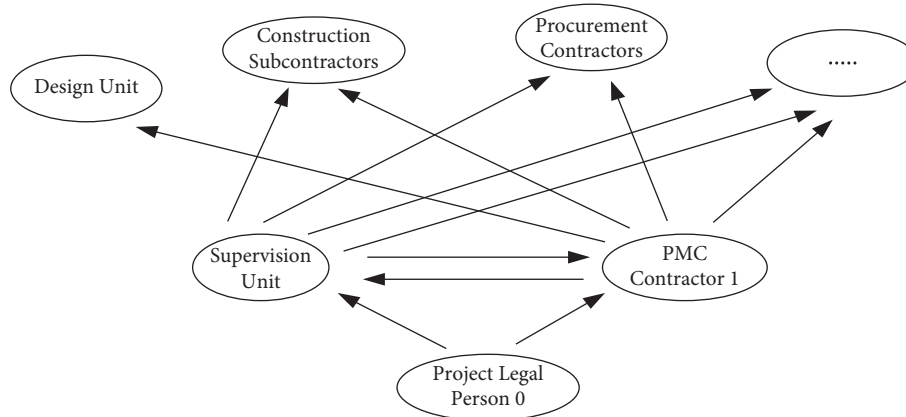 Construction
Subcontractors
Procurement
Contractors
Design Unit
.....
Supervision
Unit
PMC
Contractor 1
Project Legal
Person 0